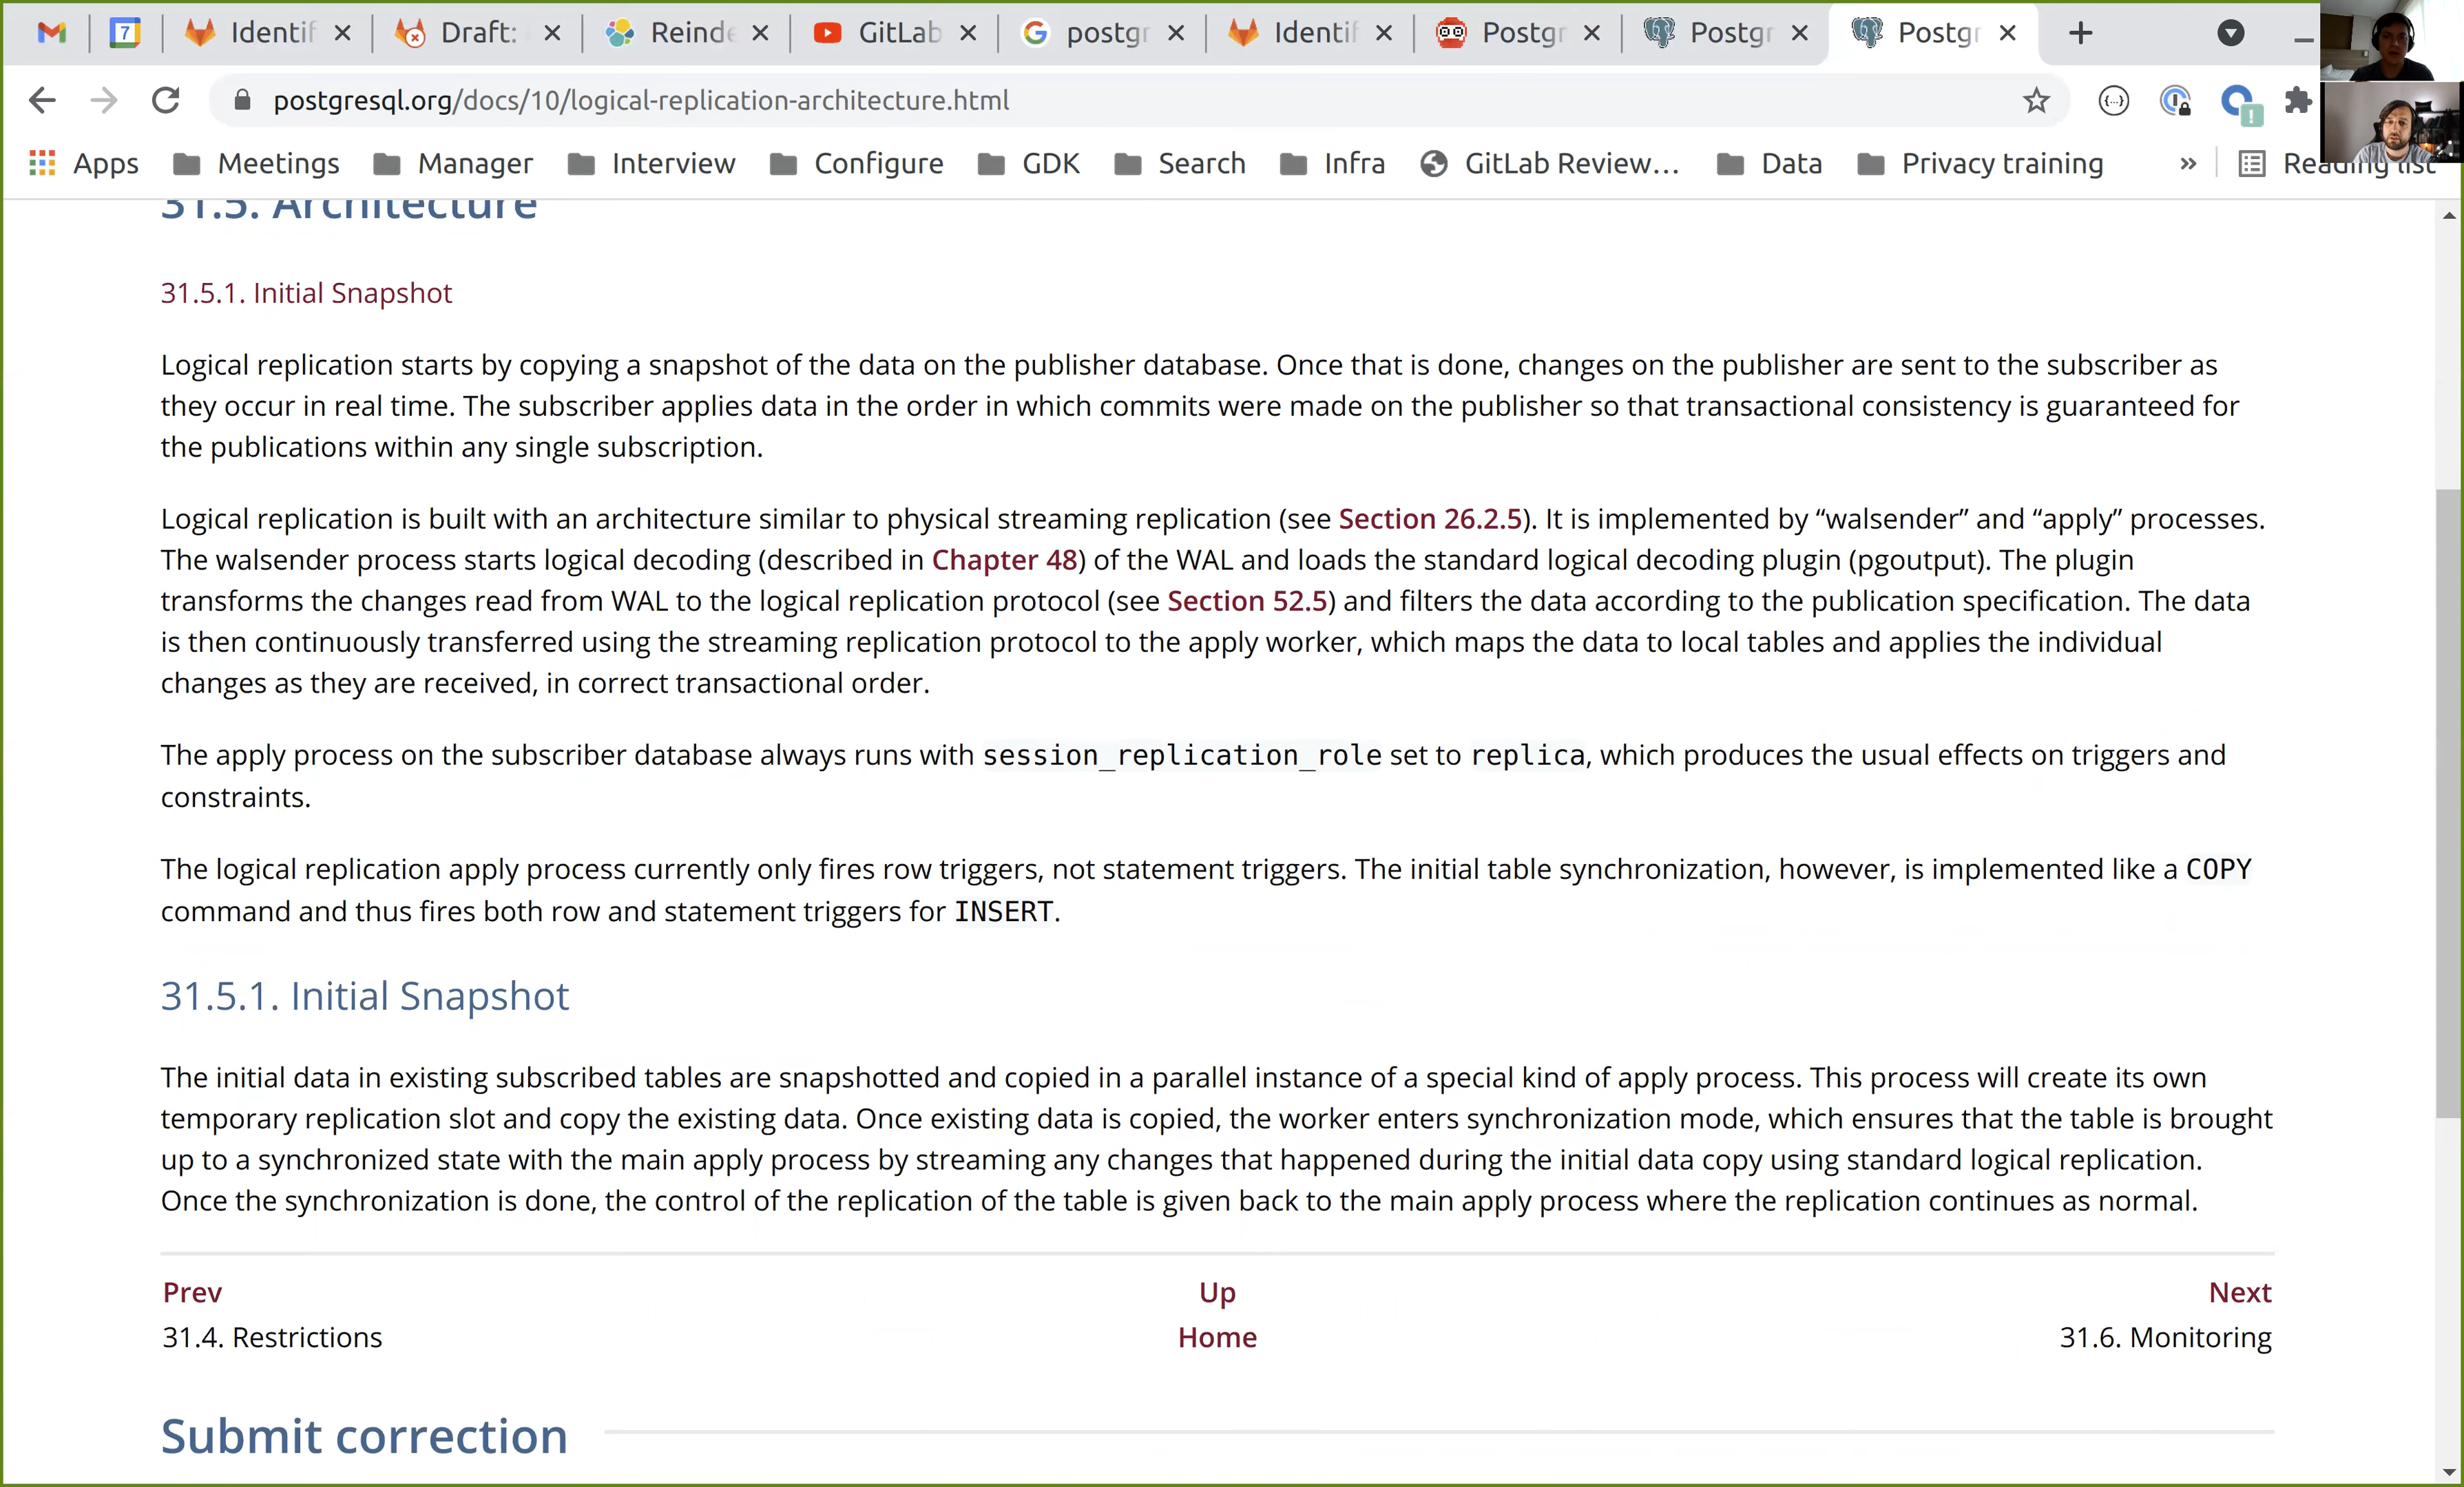 7 Identif Draft: Reinde GitLab postgr Identif Postgr Postgr Postgr
postgresql.org/docs/10/logical-replication-architecture.html
Apps Meetings Manager Interview Configure GDK Search Infra GitLab Review... Data Privacy training » Reading list
31.5. Architecture
31.5.1. Initial Snapshot
Logical replication starts by copying a snapshot of the data on the publisher database. Once that is done, changes on the publisher are sent to the subscriber as
they occur in real time. The subscriber applies data in the order in which commits were made on the publisher so that transactional consistency is guaranteed for
the publications within any single subscription.
Logical replication is built with an architecture similar to physical streaming replication (see Section 26.2.5). It is implemented by “walsender” and “apply” processes.
The walsender process starts logical decoding (described in Chapter 48) of the WAL and loads the standard logical decoding plugin (pgoutput). The plugin
transforms the changes read from WAL to the logical replication protocol (see Section 52.5) and filters the data according to the publication specification. The data
is then continuously transferred using the streaming replication protocol to the apply worker, which maps the data to local tables and applies the individual
changes as they are received, in correct transactional order.
The apply process on the subscriber database always runs with session_replication_role set to replica, which produces the usual effects on triggers and
constraints.
The logical replication apply process currently only fires row triggers, not statement triggers. The initial table synchronization, however, is implemented like a COPY
command and thus fires both row and statement triggers for INSERT.
31.5.1. Initial Snapshot
The initial data in existing subscribed tables are snapshotted and copied in a parallel instance of a special kind of apply process. This process will create its own
temporary replication slot and copy the existing data. Once existing data is copied, the worker enters synchronization mode, which ensures that the table is brought
up to a synchronized state with the main apply process by streaming any changes that happened during the initial data copy using standard logical replication.
Once the synchronization is done, the control of the replication of the table is given back to the main apply process where the replication continues as normal.
Prev Up Next
31.4. Restrictions Home 31.6. Monitoring
Submit correction